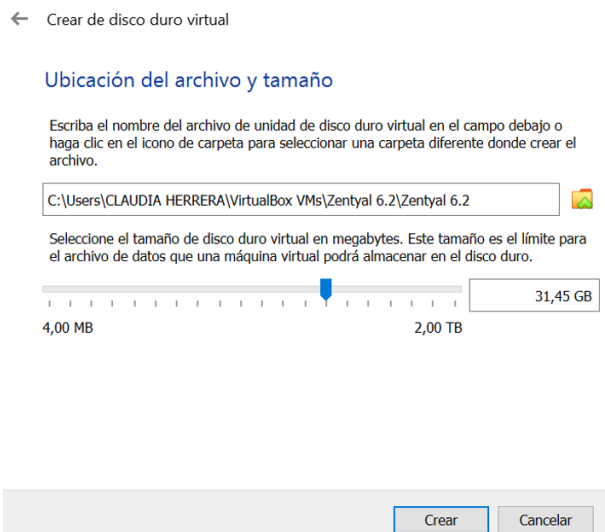 Crear de disco duro virtual
Ubicación del archivo y tamaño
Escriba el nombre del archivo de unidad de disco duro virtual en el campo debajo o
haga clic en el icono de carpeta para seleccionar una carpeta diferente donde crear el
archivo.
C:\Users\CLAUDIA HERRERA\VirtualBox VMs\Zentyal 6.2\Zentyal 6.2
Seleccione el tamaño de disco duro virtual en megabytes. Este tamaño es el límite para
el archivo de datos que una máquina virtual podrá almacenar en el disco duro.
31,45 GB
4,00 MB 2,00 TB
Crear Cancelar